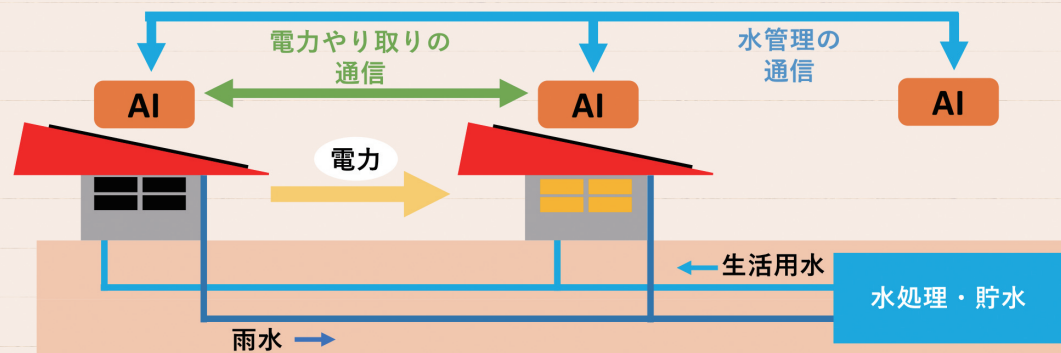 電力やり取りの
通信
水管理の
通信
AI
AI
AI
電力
生活用水
水処理・貯水
雨水